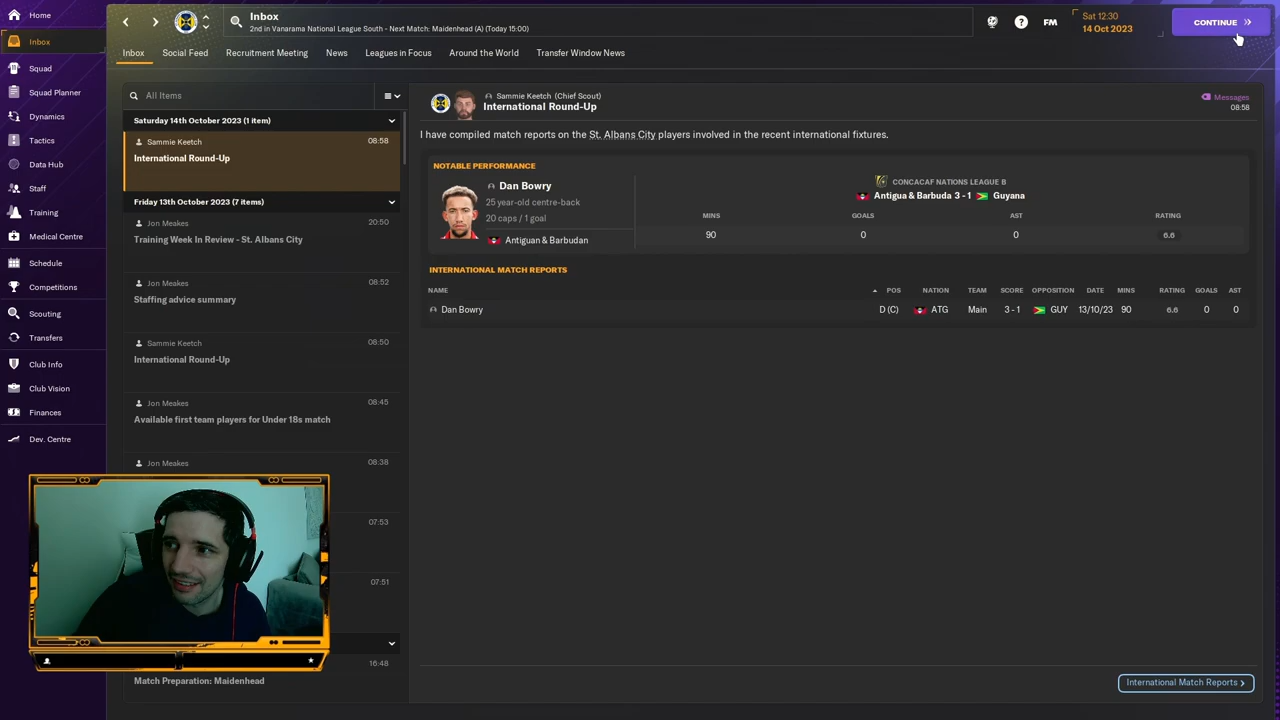 Home
Inbox
Squad
Squad Planner
Dynamics
Tactics
Data Hub
Staff
Training
Medical Centre
Schedule
Competitions
Scouting
Transfers
Club Info
Club Vision
Finances
Dev. Centre
Inbox
2nd in Vanarama National League South - Next Match: Maidenhead (A) (Today 15:00)
FM
Sat 12:30
14 Oct 2023
CONTINUE
Inbox
Social Feed
Recruitment Meeting
News
Leagues in Focus
Around the World
Transfer Window News
All Items
Saturday 14th October 2023 (1 item)
Sammie Keetch
08:58
International Round-Up
Friday 13th October 2023 (7 items)
Jon Meakes
20:50
Training Week In Review - St. Albans City
Jon Meakes
08:52
Staffing advice summary
Sammie Keetch
08:50
International Round-Up
Jon Meakes
08:45
Available first team players for Under 18s match
Jon Meakes
08:38
07:53
07:51
16:48
Match Preparation: Maidenhead
Sammie Keetch (Chief Scout)
International Round-Up
Messages
08:58
I have compiled match reports on the St. Albans City players involved in the recent international fixtures.
NOTABLE PERFORMANCE
Dan Bowry
25 year-old centre-back
20 caps / 1 goal
Antiguan & Barbudan
CONCACAF NATIONS LEAGUE B
Antigua & Barbuda 3 - 1 Guyana
MINS GOALS AST RATING
90 0 0 6.6
INTERNATIONAL MATCH REPORTS
NAME POS NATION TEAM SCORE OPPOSITION DATE MINS RATING GOALS AST
Dan Bowry D (C) ATG Main 3 - 1 GUY 13/10/23 90 6.6 0 0
International Match Reports